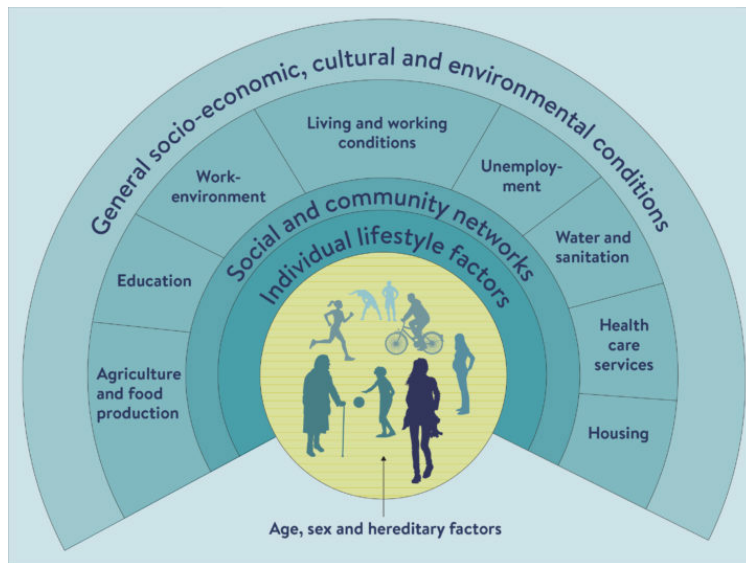 General socio-economic, cultural and environmental conditions
Living and working
conditions
Work-
environment
Unemploy-
ment
Education
Water and
sanitation
Agriculture
and food
production
Health
care
services
Housing
Social and community networks
Individual lifestyle factors
Age, sex and hereditary factors